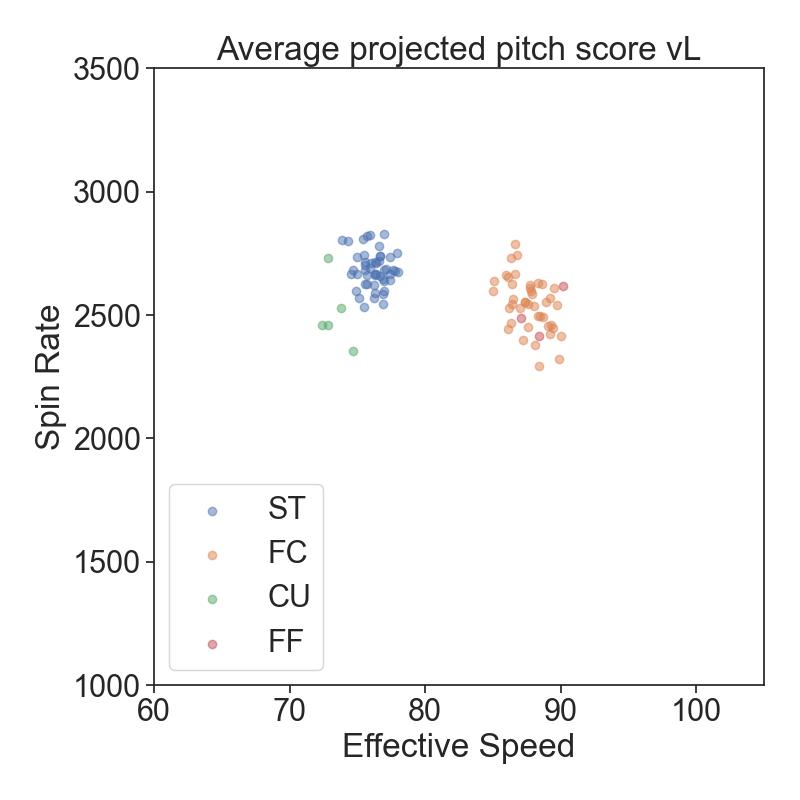 Average projected pitch score vL
3500
3000
2500
2000
1500
1000
Spin Rate
ST
FC
CU
FF
60 70 80 90 100
Effective Speed